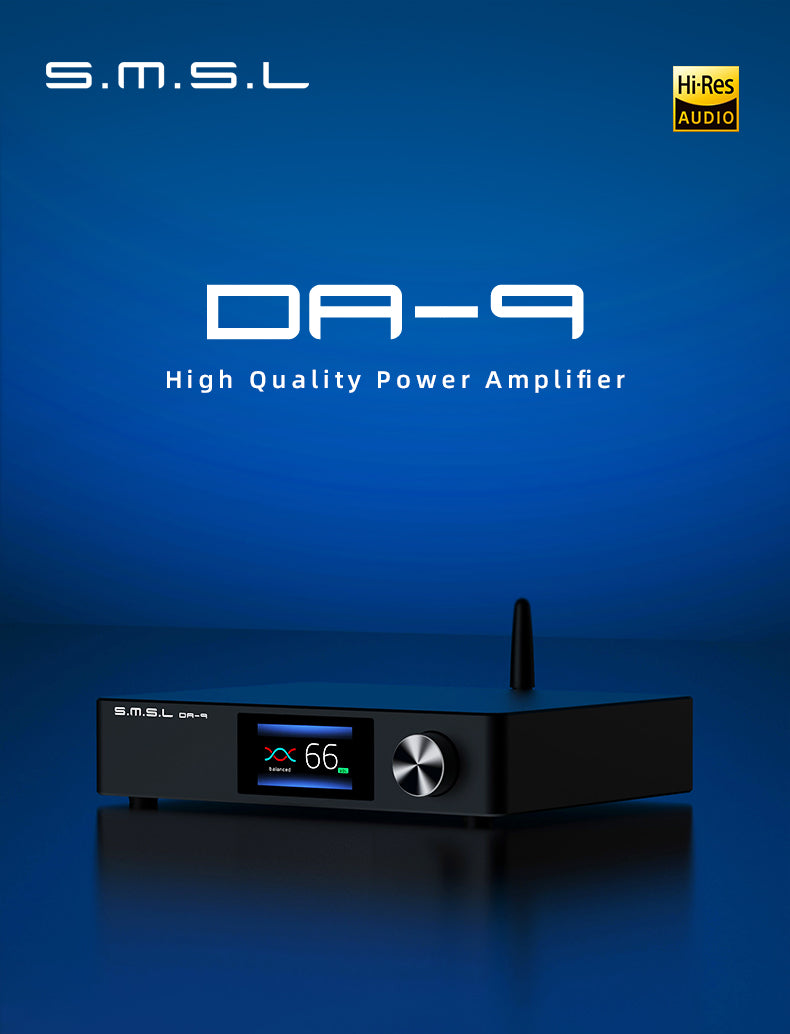 S.M.S.L
Hi-Res
AUDIO
DA-9
High Quality Power Amplifier
S.M.S.L DA-9
66
balanced